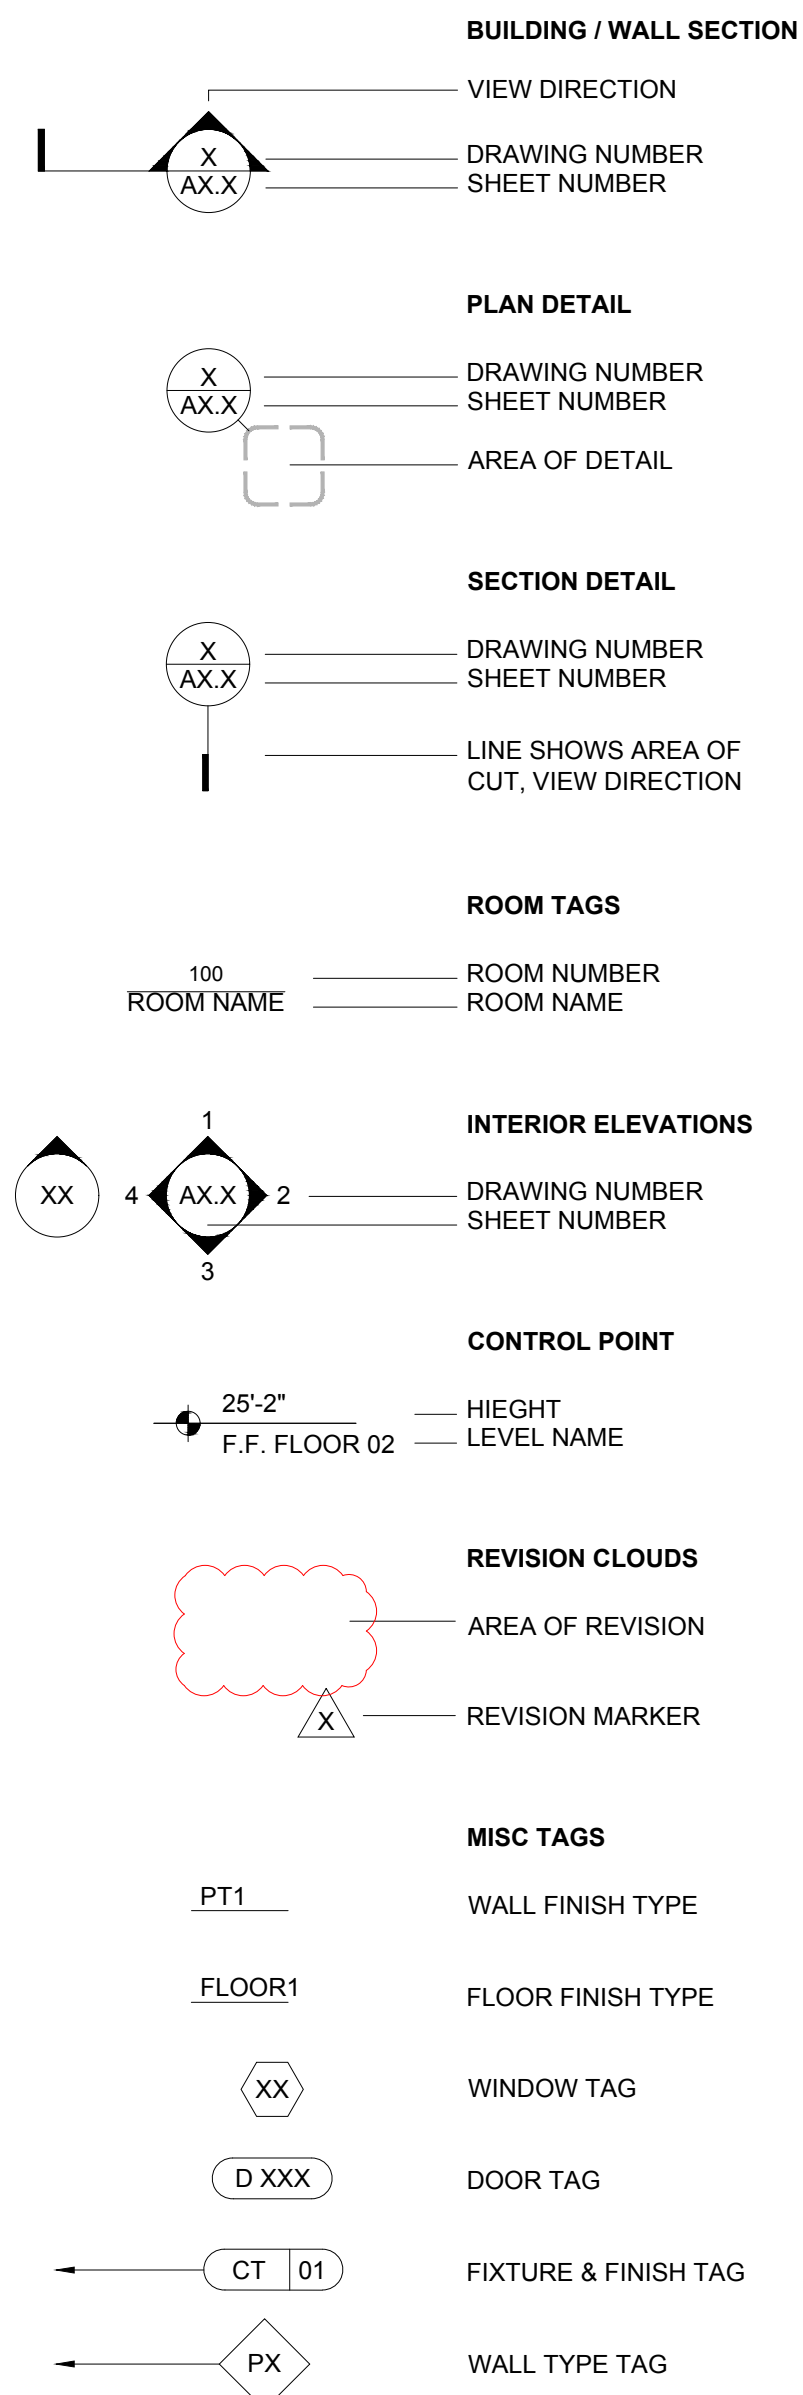 BUILDING / WALL SECTION
VIEW DIRECTION
X
DRAWING NUMBER
AX.X
SHEET NUMBER
PLAN DETAIL
X
DRAWING NUMBER
AX.X
SHEET NUMBER
AREA OF DETAIL
SECTION DETAIL
X
DRAWING NUMBER
AX.X
SHEET NUMBER
LINE SHOWS AREA OF
CUT, VIEW DIRECTION
ROOM TAGS
100
ROOM NUMBER
ROOM NAME
ROOM NAME
INTERIOR ELEVATIONS
1
XX
4
AX.X
2
DRAWING NUMBER
SHEET NUMBER
3
CONTROL POINT
25'-2"
HIEGHT
F.F. FLOOR 02
LEVEL NAME
REVISION CLOUDS
AREA OF REVISION
X
REVISION MARKER
MISC TAGS
PT1
WALL FINISH TYPE
FLOOR1
FLOOR FINISH TYPE
XX
WINDOW TAG
D XXX
DOOR TAG
CT 01
FIXTURE & FINISH TAG
PX
WALL TYPE TAG